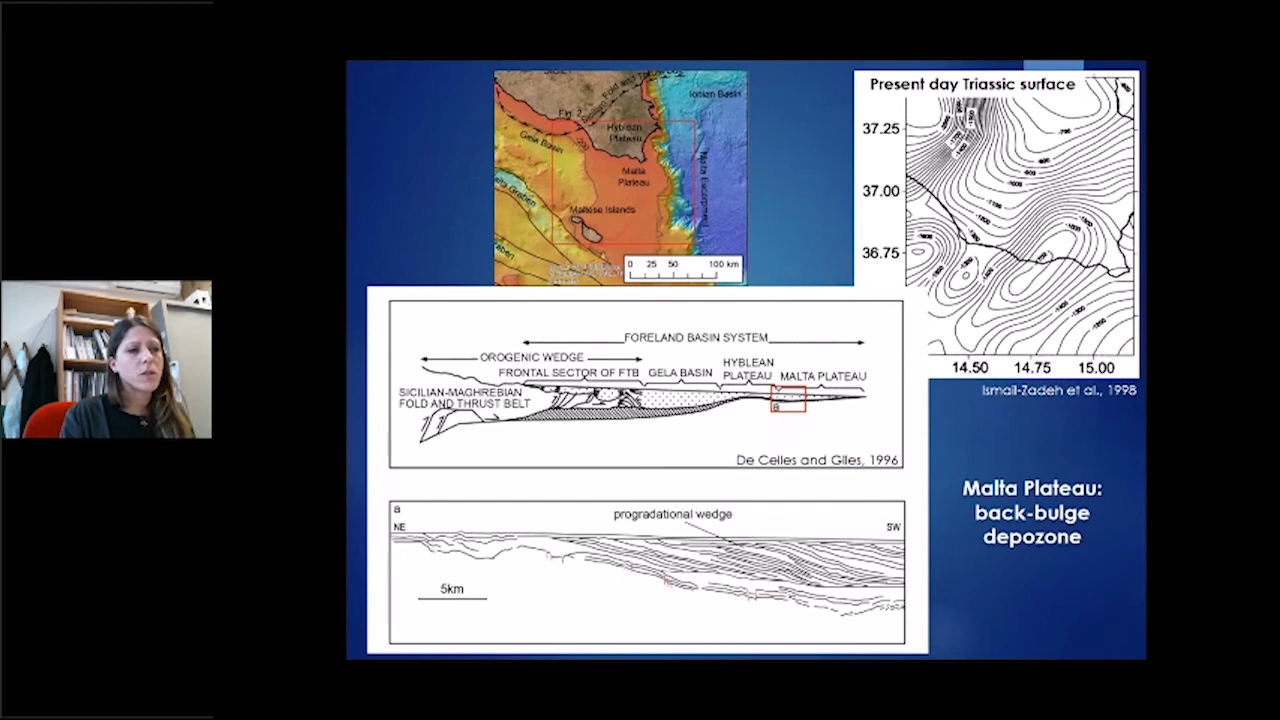 Fig. 2
Ionian Basin
Hyblean
Plateau
Gela Basin
Malta
Plateau
Maltese Islands
0 25 50 100 km
Present day Triassic surface
37.25
37.00
36.75
14.50 14.75 15.00
Ismail-Zadeh et al., 1998
FORELAND BASIN SYSTEM
OROGENIC WEDGE
FRONTAL SECTOR OF FTB GELA BASIN HYBLEAN
PLATEAU MALTA PLATEAU
SICILIAN-MAGHREBIAN
FOLD AND THRUST BELT
B
De Celles and Giles, 1996
a
NE
progradational wedge
SW
5km
Malta Plateau:
back-bulge
depozone